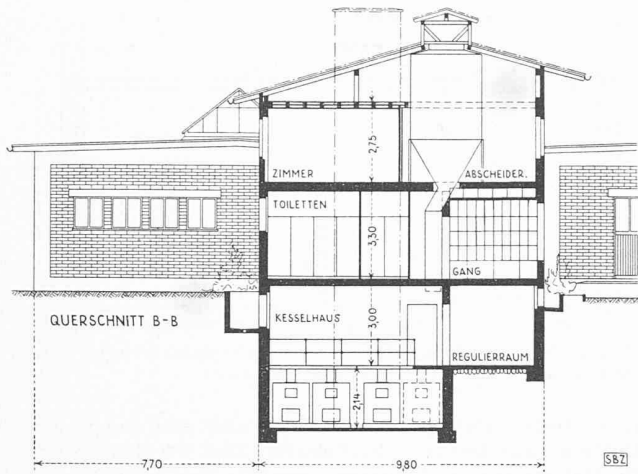 ZIMMER
2,75
ABSCHEIDER.
TOILETTEN
3,30
GANG
QUERSCHNITT B-B
KESSELHAUS
3,00
REGULIERRAUM
2,14
7,70
9,80
SBZ